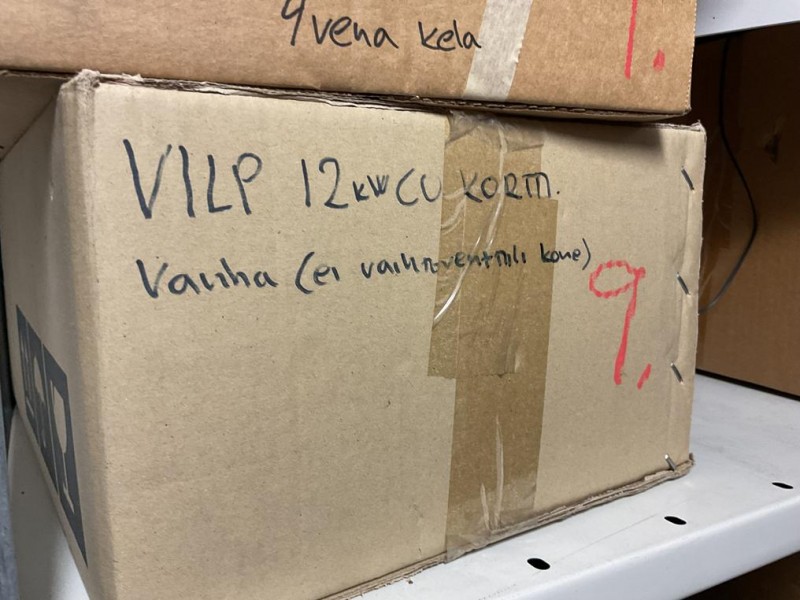 9vena kela
1.
VILP 12kW CU KORTTI.
Vanha (ei vaihtoventtiili kone)
9.